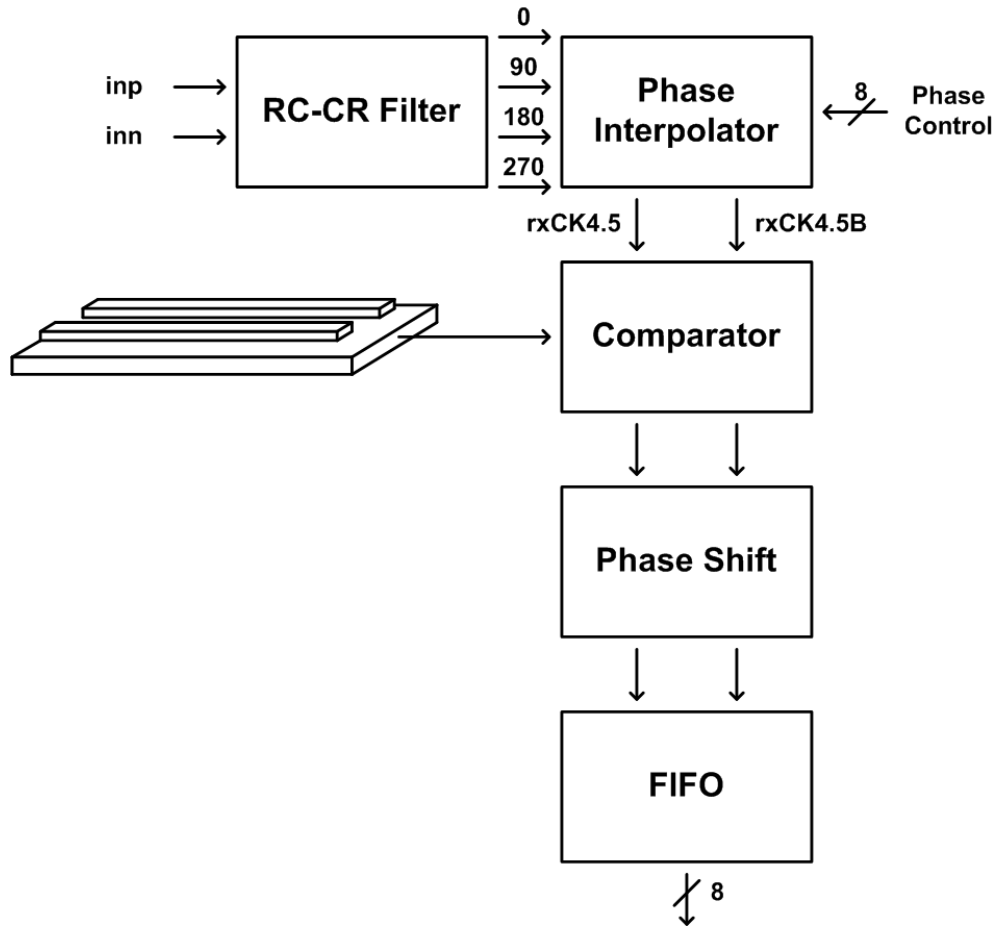 0
90
180
270
inp
inn
RC-CR Filter
Phase
Interpolator
8
Phase
Control
rxCK4.5
rxCK4.5B
Comparator
Phase Shift
FIFO
8